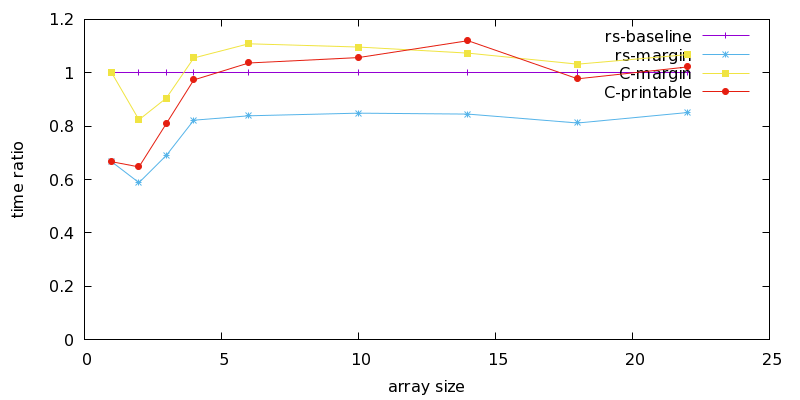 1.2
rs-baseline
rs-margin
1
C-margin
C-printable
0.8
time ratio
0.6
0.4
0.2
0
0 5 10 15 20 25
array size